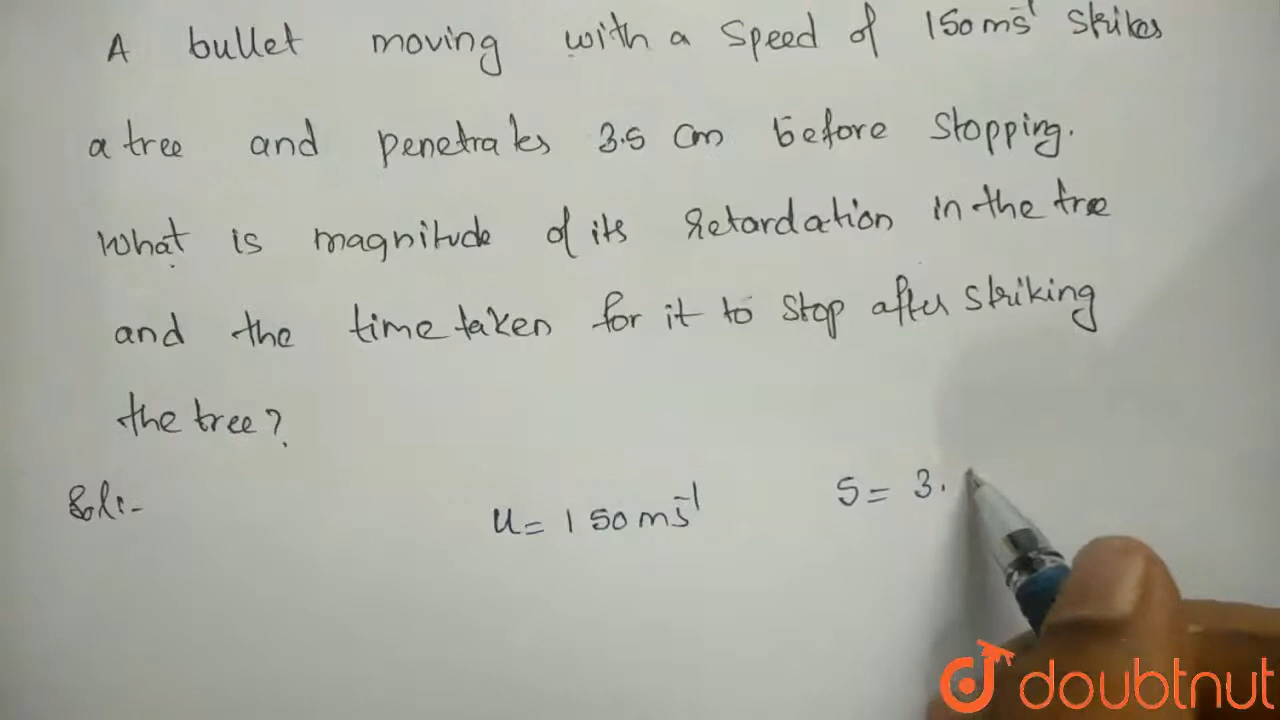 A bullet moving with a speed of 150 ms⁻¹ strikes
a tree and penetrates 3.5 cm before stopping.
What is magnitude of its retardation in the tree
and the time taken for it to stop after striking
the tree?
Sol:-
u = 150 ms⁻¹
S = 3.
doubtnut